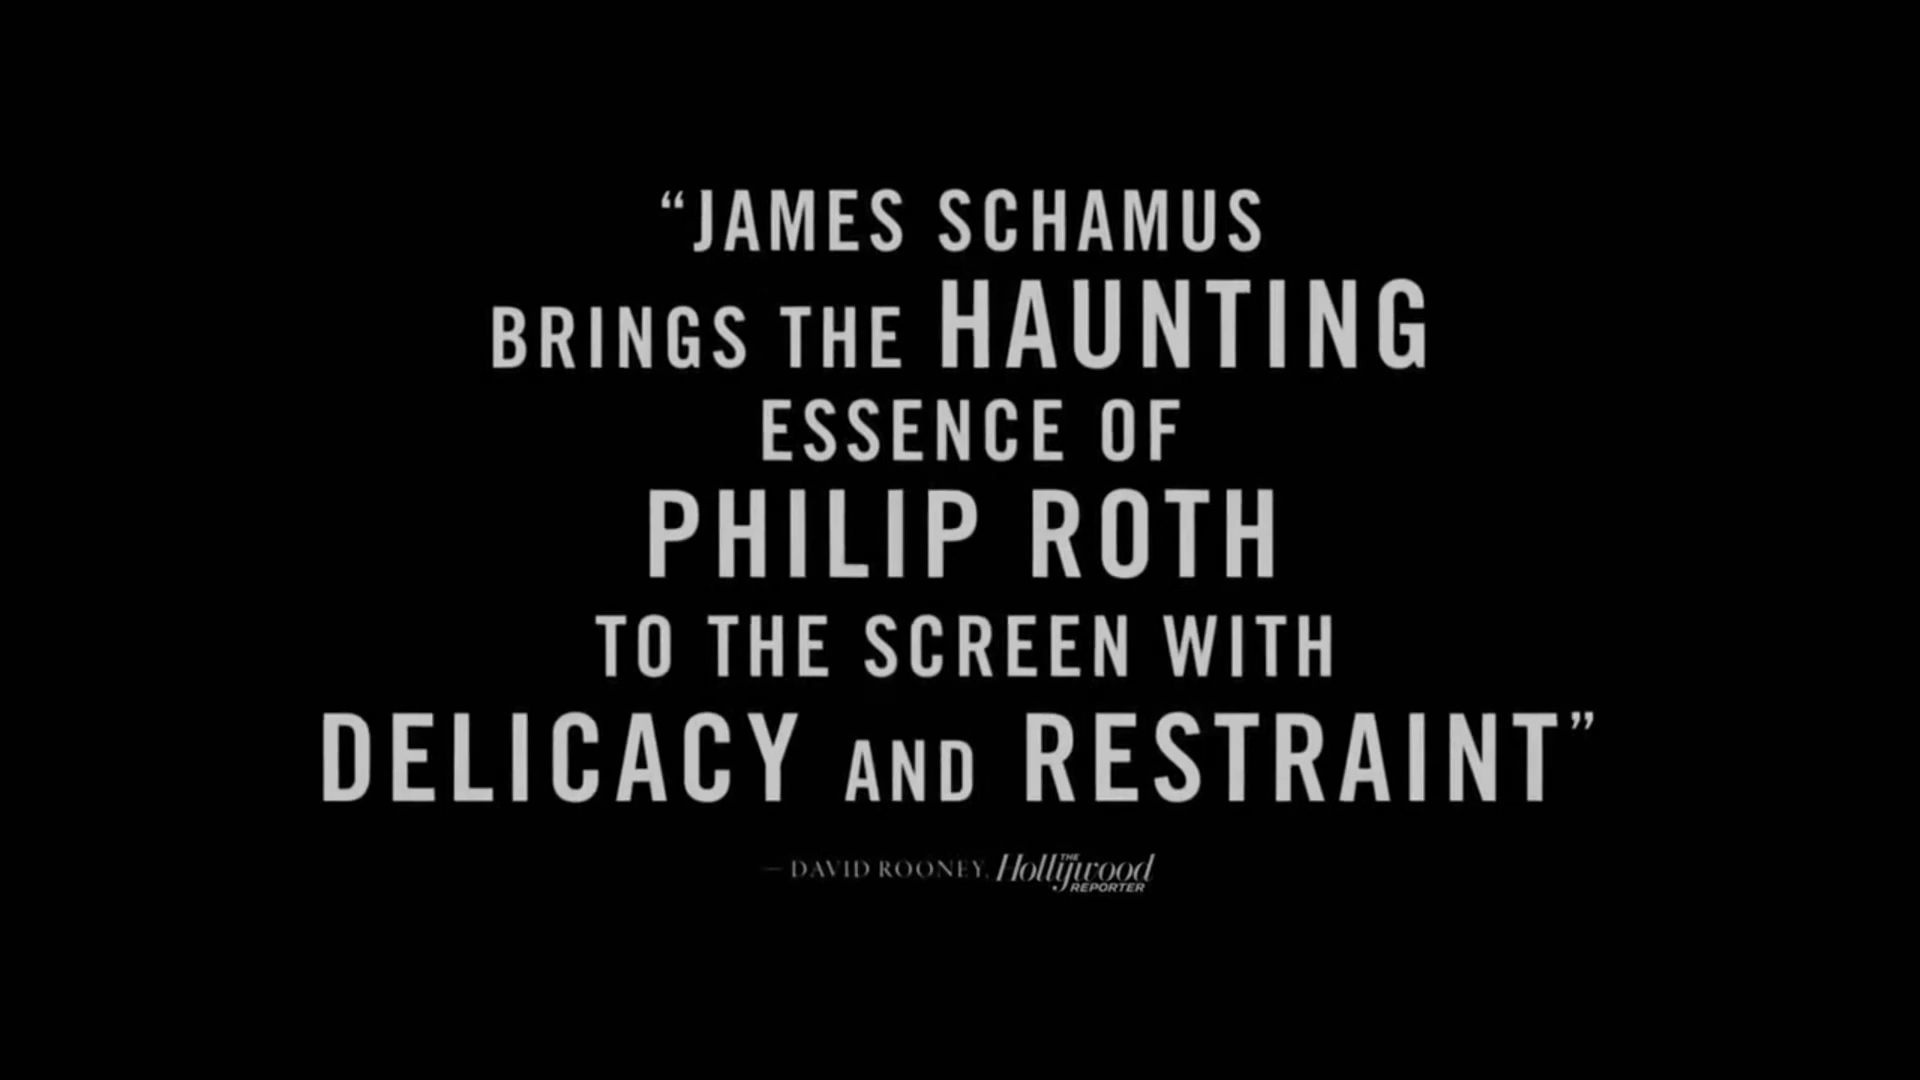 “JAMES SCHAMUS
BRINGS THE HAUNTING
ESSENCE OF
PHILIP ROTH
TO THE SCREEN WITH
DELICACY AND RESTRAINT”
— DAVID ROONEY, THE Hollywood REPORTER